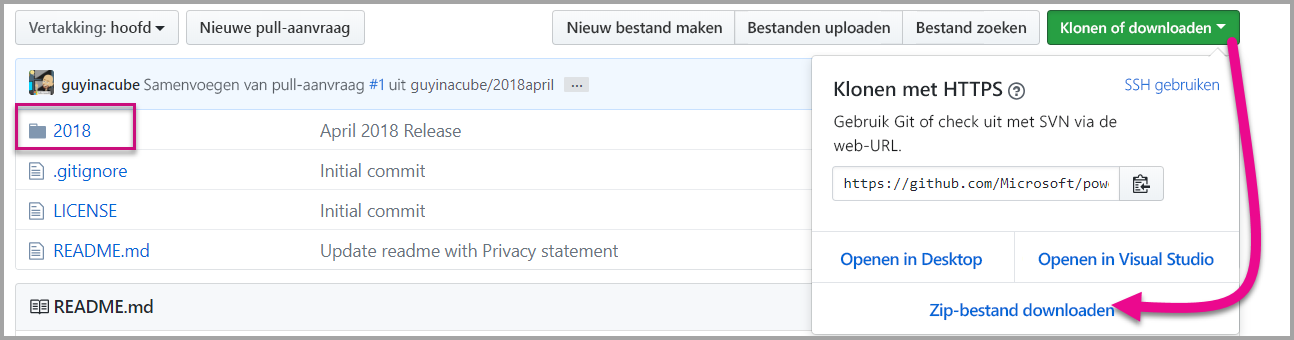 Vertakking: hoofd
Nieuwe pull-aanvraag
Nieuw bestand maken
Bestanden uploaden
Bestand zoeken
Klonen of downloaden
guyinacube Samenvoegen van pull-aanvraag #1 uit guyinacube/2018april ...
2018 April 2018 Release
.gitignore Initial commit
LICENSE Initial commit
README.md Update readme with Privacy statement
README.md
Klonen met HTTPS ?
SSH gebruiken
Gebruik Git of check uit met SVN via de
web-URL.
https://github.com/Microsoft/pow
Openen in Desktop
Openen in Visual Studio
Zip-bestand downloaden